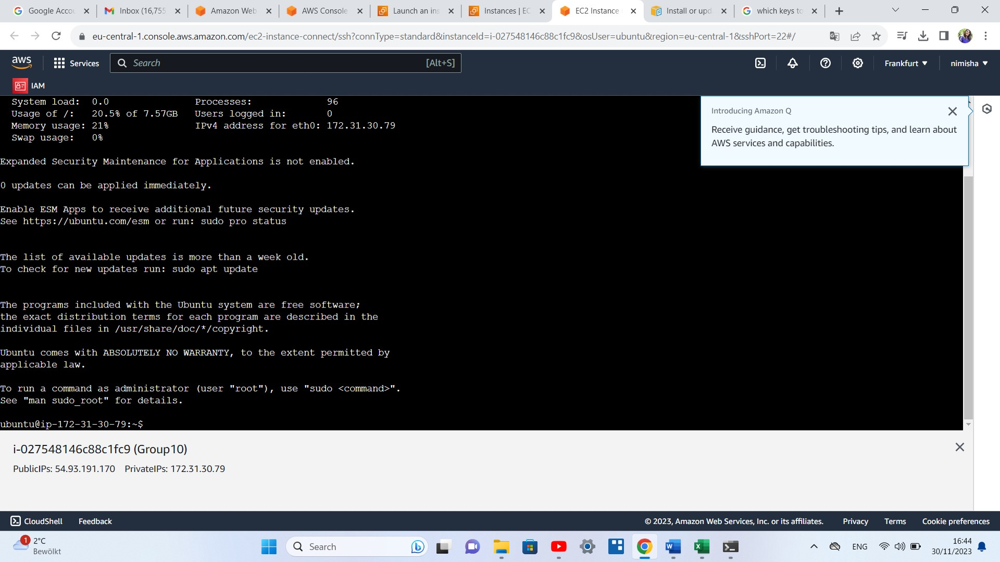 Google Accou
Inbox (16,755
Amazon Web
AWS Console
Launch an ins
Instances | EC
EC2 Instance
Install or upd
which keys to
eu-central-1.console.aws.amazon.com/ec2-instance-connect/ssh?connType=standard&instanceId=i-027548146c88c1fc9&osUser=ubuntu&region=eu-central-1&sshPort=22#/
aws
Services
Search
[Alt+S]
Frankfurt
nimisha
IAM
System load: 0.0 Processes: 96
Usage of /: 20.5% of 7.57GB Users logged in: 0
Memory usage: 21% IPv4 address for eth0: 172.31.30.79
Swap usage: 0%
Introducing Amazon Q
Receive guidance, get troubleshooting tips, and learn about
AWS services and capabilities.
Expanded Security Maintenance for Applications is not enabled.
0 updates can be applied immediately.
Enable ESM Apps to receive additional future security updates.
See https://ubuntu.com/esm or run: sudo pro status
The list of available updates is more than a week old.
To check for new updates run: sudo apt update
The programs included with the Ubuntu system are free software;
the exact distribution terms for each program are described in the
individual files in /usr/share/doc/*/copyright.
Ubuntu comes with ABSOLUTELY NO WARRANTY, to the extent permitted by
applicable law.
To run a command as administrator (user "root"), use "sudo <command>".
See "man sudo_root" for details.
ubuntu@ip-172-31-30-79:~$
i-027548146c88c1fc9 (Group10)
PublicIPs: 54.93.191.170 PrivateIPs: 172.31.30.79
CloudShell
Feedback
© 2023, Amazon Web Services, Inc. or its affiliates.
Privacy
Terms
Cookie preferences
1
2°C
Bewölkt
Search
ENG
16:44
30/11/2023